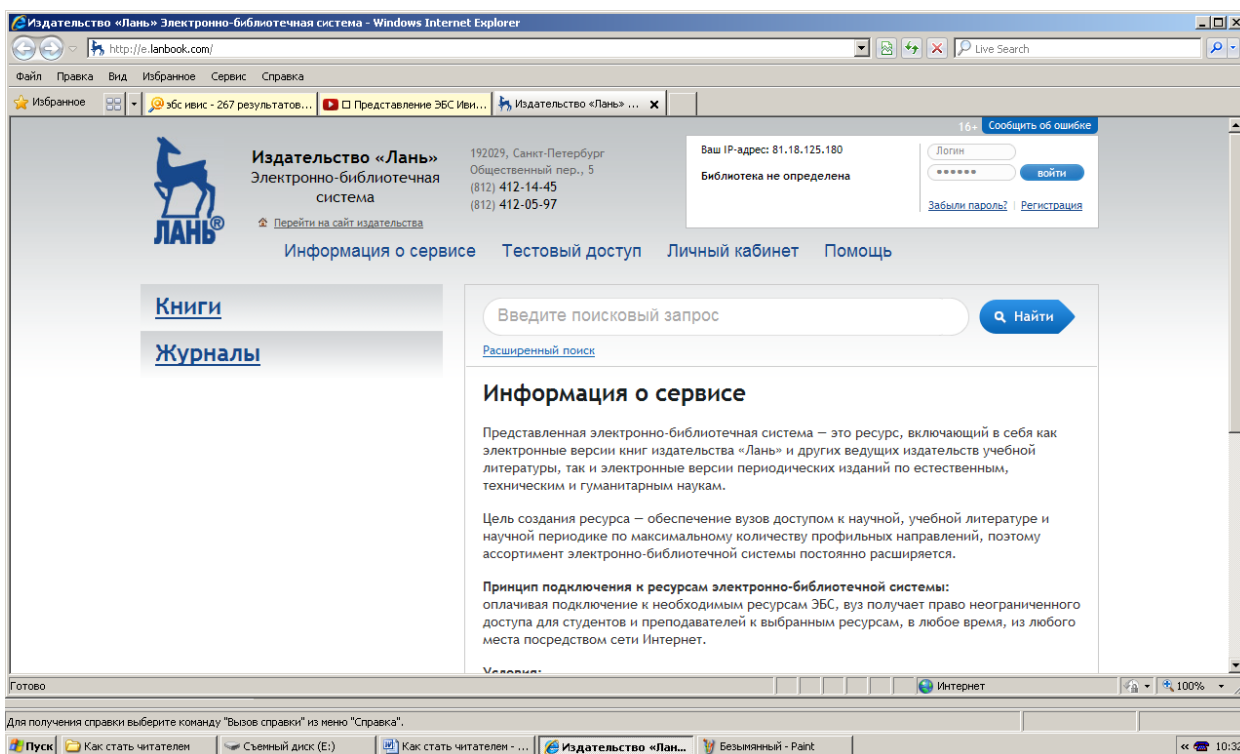 Издательство «Лань» Электронно-библиотечная система - Windows Internet Explorer
http://e.lanbook.com/
Live Search
Файл Правка Вид Избранное Сервис Справка
Избранное
эбс ивис - 267 результатов...
Представление ЭБС Иви...
Издательство «Лань» ...
16+ Сообщить об ошибке
ЛАНЬ®
Издательство «Лань»
Электронно-библиотечная
система
Перейти на сайт издательства
192029, Санкт-Петербург
Общественный пер., 5
(812) 412-14-45
(812) 412-05-97
Ваш IP-адрес: 81.18.125.180
Библиотека не определена
Логин
войти
Забыли пароль? | Регистрация
Информация о сервисе Тестовый доступ Личный кабинет Помощь
Книги
Журналы
Введите поисковый запрос
Найти
Расширенный поиск
Информация о сервисе
Представленная электронно-библиотечная система — это ресурс, включающий в себя как
электронные версии книг издательства «Лань» и других ведущих издательств учебной
литературы, так и электронные версии периодических изданий по естественным,
техническим и гуманитарным наукам.
Цель создания ресурса — обеспечение вузов доступом к научной, учебной литературе и
научной периодике по максимальному количеству профильных направлений, поэтому
ассортимент электронно-библиотечной системы постоянно расширяется.
Принцип подключения к ресурсам электронно-библиотечной системы:
оплачивая подключение к необходимым ресурсам ЭБС, вуз получает право неограниченного
доступа для студентов и преподавателей к выбранным ресурсам, в любое время, из любого
места посредством сети Интернет.
Условия:
Готово
Интернет
100%
Для получения справки выберите команду "Вызов справки" из меню "Справка".
Пуск
Как стать читателем
Съемный диск (E:)
Как стать читателем - ...
Издательство «Лан...
Безымянный - Paint
10:32